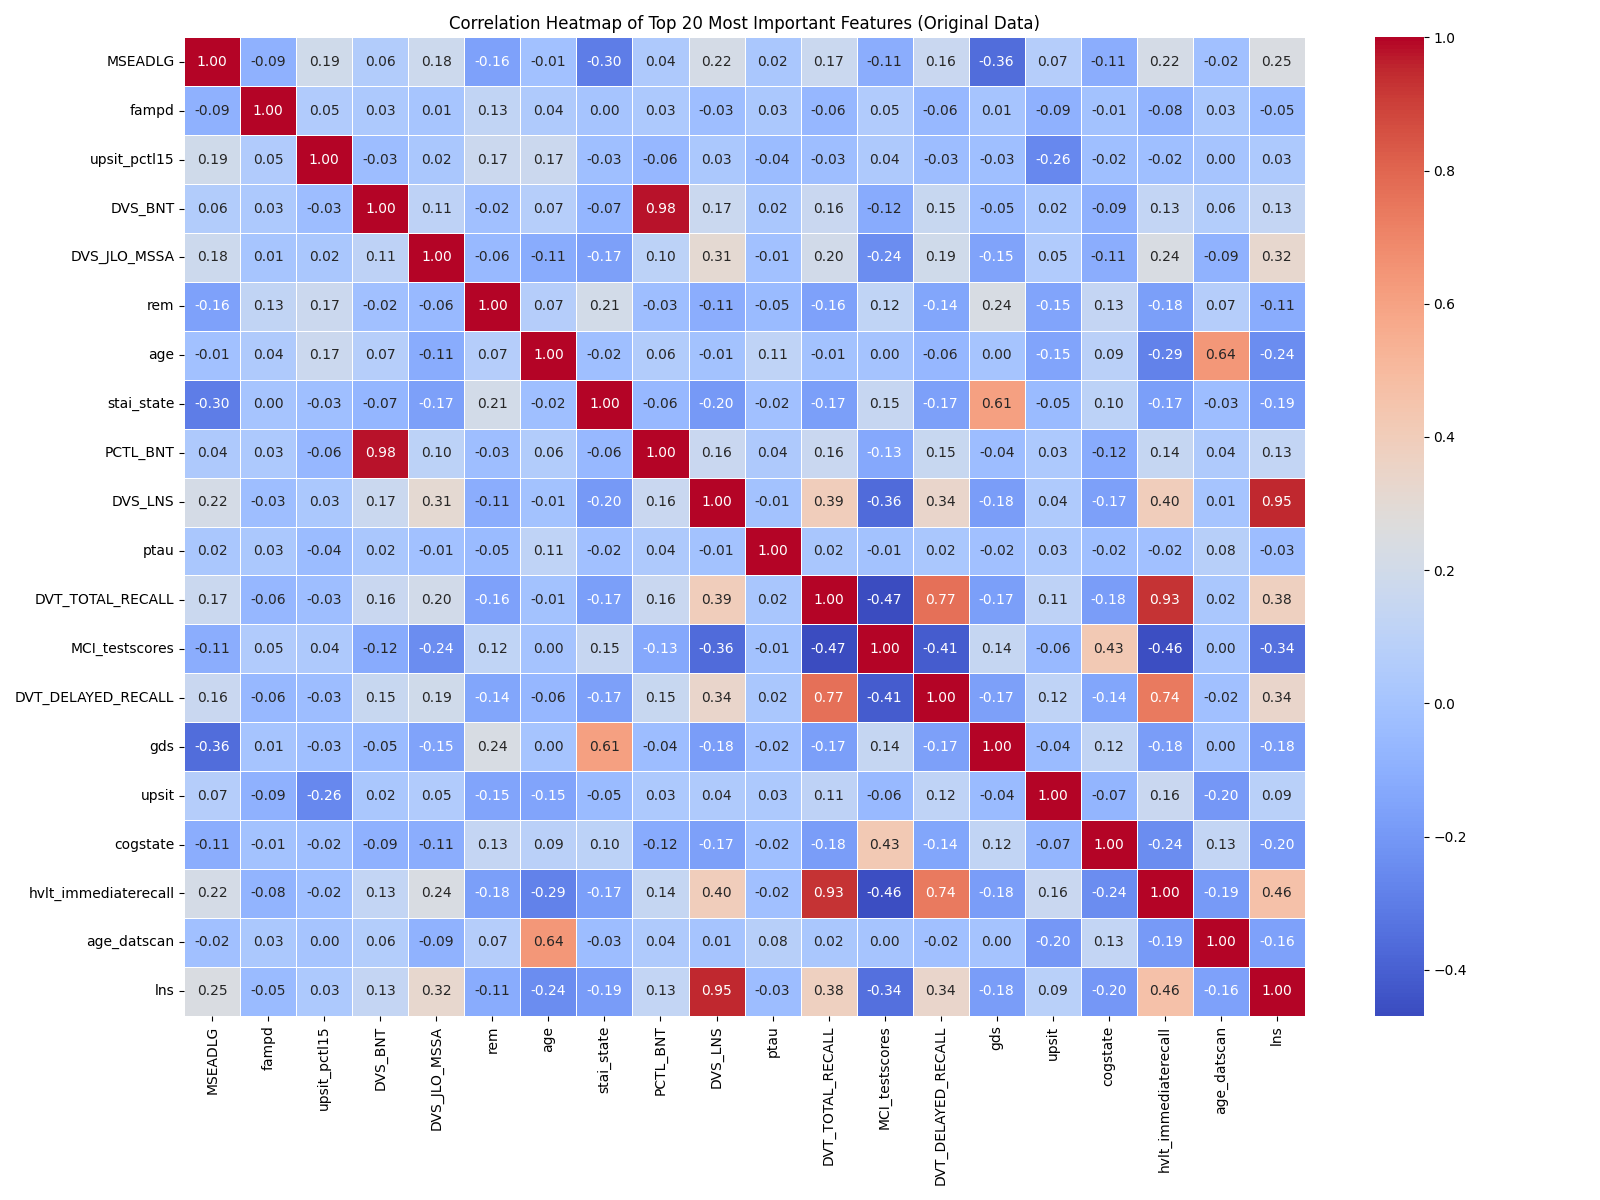 Correlation Heatmap of Top 20 Most Important Features (Original Data)
MSEADLG 1.00 -0.09 0.19 0.06 0.18 -0.16 -0.01 -0.30 0.04 0.22 0.02 0.17 -0.11 0.16 -0.36 0.07 -0.11 0.22 -0.02 0.25
fampd -0.09 1.00 0.05 0.03 0.01 0.13 0.04 0.00 0.03 -0.03 0.03 -0.06 0.05 -0.06 0.01 -0.09 -0.01 -0.08 0.03 -0.05
upsit_pctl15 0.19 0.05 1.00 -0.03 0.02 0.17 0.17 -0.03 -0.06 0.03 -0.04 -0.03 0.04 -0.03 -0.03 -0.26 -0.02 -0.02 0.00 0.03
DVS_BNT 0.06 0.03 -0.03 1.00 0.11 -0.02 0.07 -0.07 0.98 0.17 0.02 0.16 -0.12 0.15 -0.05 0.02 -0.09 0.13 0.06 0.13
DVS_JLO_MSSA 0.18 0.01 0.02 0.11 1.00 -0.06 -0.11 -0.17 0.10 0.31 -0.01 0.20 -0.24 0.19 -0.15 0.05 -0.11 0.24 -0.09 0.32
rem -0.16 0.13 0.17 -0.02 -0.06 1.00 0.07 0.21 -0.03 -0.11 -0.05 -0.16 0.12 -0.14 0.24 -0.15 0.13 -0.18 0.07 -0.11
age -0.01 0.04 0.17 0.07 -0.11 0.07 1.00 -0.02 0.06 -0.01 0.11 -0.01 0.00 -0.06 0.00 -0.15 0.09 -0.29 0.64 -0.24
stai_state -0.30 0.00 -0.03 -0.07 -0.17 0.21 -0.02 1.00 -0.06 -0.20 -0.02 -0.17 0.15 -0.17 0.61 -0.05 0.10 -0.17 -0.03 -0.19
PCTL_BNT 0.04 0.03 -0.06 0.98 0.10 -0.03 0.06 -0.06 1.00 0.16 0.04 0.16 -0.13 0.15 -0.04 0.03 -0.12 0.14 0.04 0.13
DVS_LNS 0.22 -0.03 0.03 0.17 0.31 -0.11 -0.01 -0.20 0.16 1.00 -0.01 0.39 -0.36 0.34 -0.18 0.04 -0.17 0.40 0.01 0.95
ptau 0.02 0.03 -0.04 0.02 -0.01 -0.05 0.11 -0.02 0.04 -0.01 1.00 0.02 -0.01 0.02 -0.02 0.03 -0.02 -0.02 0.08 -0.03
DVT_TOTAL_RECALL 0.17 -0.06 -0.03 0.16 0.20 -0.16 -0.01 -0.17 0.16 0.39 0.02 1.00 -0.47 0.77 -0.17 0.11 -0.18 0.93 0.02 0.38
MCI_testscores -0.11 0.05 0.04 -0.12 -0.24 0.12 0.00 0.15 -0.13 -0.36 -0.01 -0.47 1.00 -0.41 0.14 -0.06 0.43 -0.46 0.00 -0.34
DVT_DELAYED_RECALL 0.16 -0.06 -0.03 0.15 0.19 -0.14 -0.06 -0.17 0.15 0.34 0.02 0.77 -0.41 1.00 -0.17 0.12 -0.14 0.74 -0.02 0.34
gds -0.36 0.01 -0.03 -0.05 -0.15 0.24 0.00 0.61 -0.04 -0.18 -0.02 -0.17 0.14 -0.17 1.00 -0.04 0.12 -0.18 0.00 -0.18
upsit 0.07 -0.09 -0.26 0.02 0.05 -0.15 -0.15 -0.05 0.03 0.04 0.03 0.11 -0.06 0.12 -0.04 1.00 -0.07 0.16 -0.20 0.09
cogstate -0.11 -0.01 -0.02 -0.09 -0.11 0.13 0.09 0.10 -0.12 -0.17 -0.02 -0.18 0.43 -0.14 0.12 -0.07 1.00 -0.24 0.13 -0.20
hvlt_immediaterecall 0.22 -0.08 -0.02 0.13 0.24 -0.18 -0.29 -0.17 0.14 0.40 -0.02 0.93 -0.46 0.74 -0.18 0.16 -0.24 1.00 -0.19 0.46
age_datscan -0.02 0.03 0.00 0.06 -0.09 0.07 0.64 -0.03 0.04 0.01 0.08 0.02 0.00 -0.02 0.00 -0.20 0.13 -0.19 1.00 -0.16
lns 0.25 -0.05 0.03 0.13 0.32 -0.11 -0.24 -0.19 0.13 0.95 -0.03 0.38 -0.34 0.34 -0.18 0.09 -0.20 0.46 -0.16 1.00
MSEADLG
fampd
upsit_pctl15
DVS_BNT
DVS_JLO_MSSA
rem
age
stai_state
PCTL_BNT
DVS_LNS
ptau
DVT_TOTAL_RECALL
MCI_testscores
DVT_DELAYED_RECALL
gds
upsit
cogstate
hvlt_immediaterecall
age_datscan
lns
1.0
0.8
0.6
0.4
0.2
0.0
−0.2
−0.4